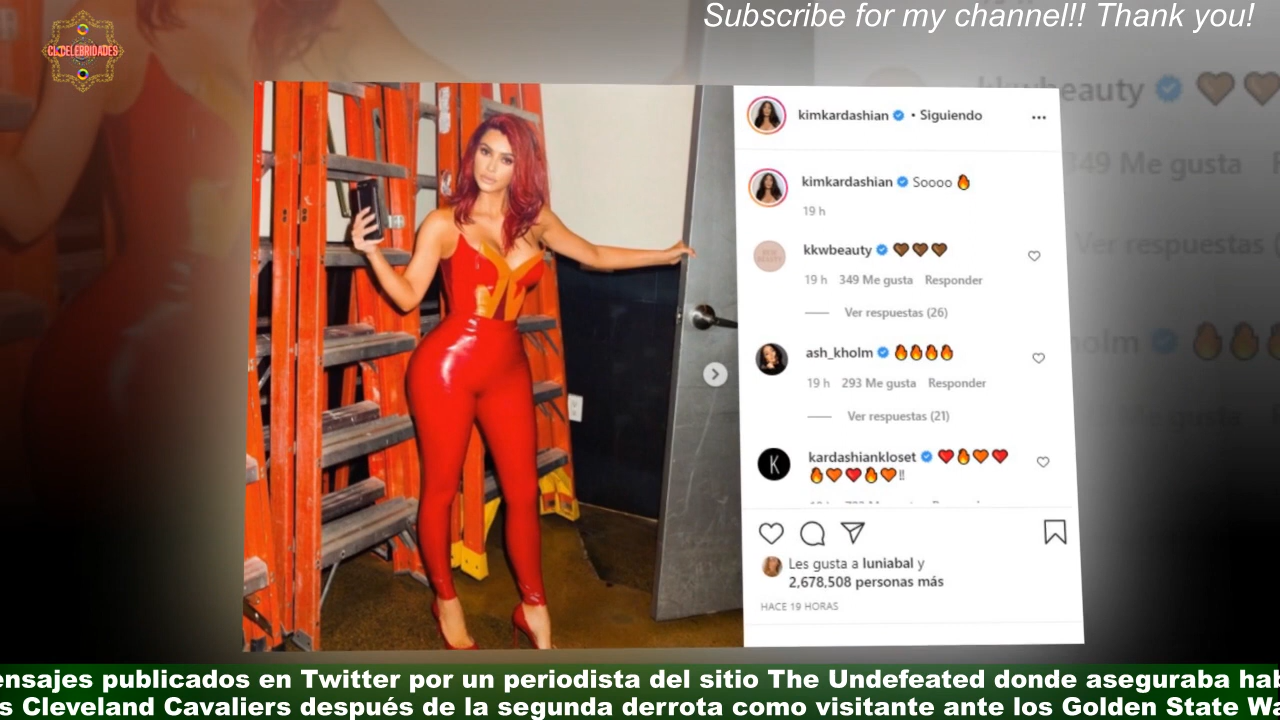 Subscribe for my channel!! Thank you!
CL CELEBRIDADES
kkwbeauty
349 Me gusta
Ver respuestas
holm
kimkardashian • Siguiendo
kimkardashian Soooo 🔥
19 h
kkwbeauty 🤎🤎🤎
19 h 349 Me gusta Responder
Ver respuestas (26)
ash_kholm 🔥🔥🔥🔥
19 h 293 Me gusta Responder
Ver respuestas (21)
K
kardashiankloset ❤️🔥🧡❤️
🔥🧡❤️🔥🧡‼
Les gusta a luniabal y
2,678,508 personas más
HACE 19 HORAS
ensajes publicados en Twitter por un periodista del sitio The Undefeated donde aseguraba hab
s Cleveland Cavaliers después de la segunda derrota como visitante ante los Golden State Wa